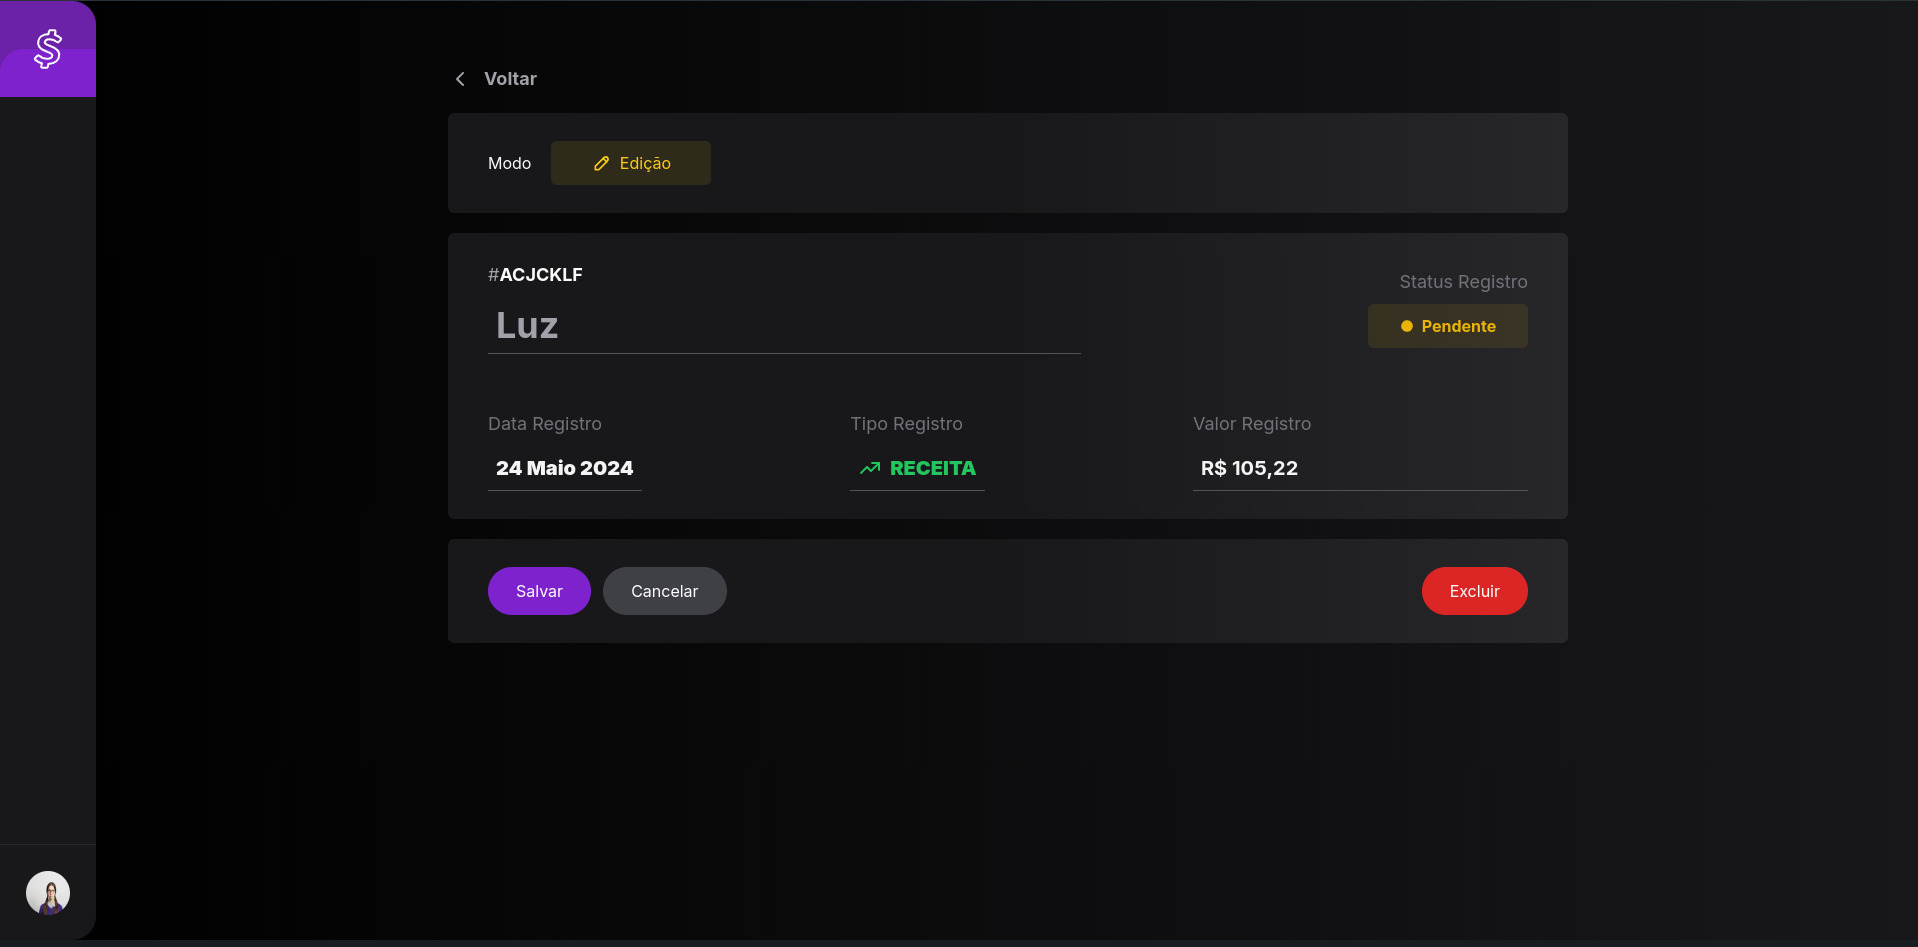 $
Voltar
Modo
Edição
#ACJCKLF
Luz
Status Registro
Pendente
Data Registro
Tipo Registro
Valor Registro
24 Maio 2024
RECEITA
R$ 105,22
Salvar
Cancelar
Excluir